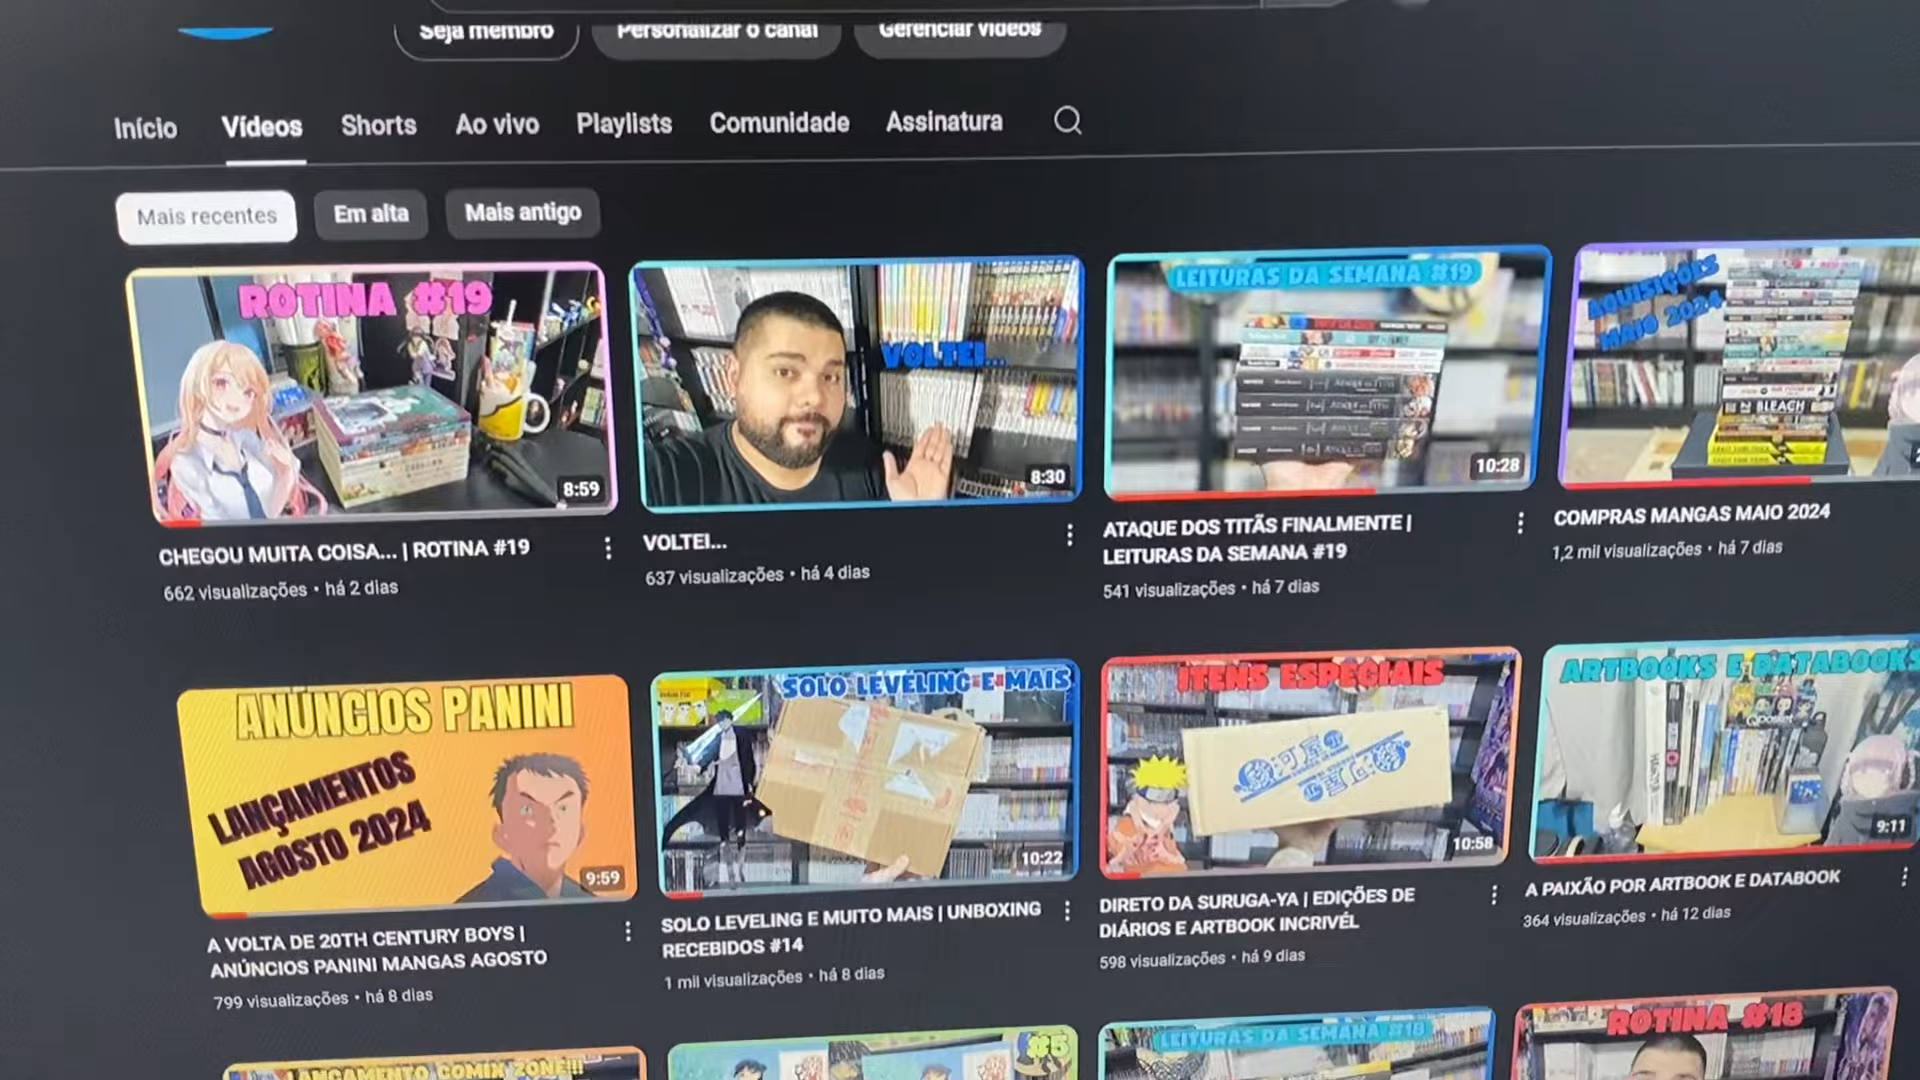 Seja membro
Personalizar o canal
Gerenciar vídeos
Início
Vídeos
Shorts
Ao vivo
Playlists
Comunidade
Assinatura
Mais recentes
Em alta
Mais antigo
ROTINA #19
8:59
CHEGOU MUITA COISA... | ROTINA #19
662 visualizações • há 2 dias
VOLTEI...
8:30
VOLTEI...
637 visualizações • há 4 dias
LEITURAS DA SEMANA #19
10:28
ATAQUE DOS TITÃS FINALMENTE |
LEITURAS DA SEMANA #19
541 visualizações • há 7 dias
AQUISIÇÕES
MAIO 2024
BLEACH
COMPRAS MANGAS MAIO 2024
1,2 mil visualizações • há 7 dias
ANÚNCIOS PANINI
LANÇAMENTOS
AGOSTO 2024
9:59
A VOLTA DE 20TH CENTURY BOYS |
ANÚNCIOS PANINI MANGAS AGOSTO
799 visualizações • há 8 dias
SOLO LEVELING E MAIS
10:22
SOLO LEVELING E MUITO MAIS | UNBOXING
RECEBIDOS #14
1 mil visualizações • há 8 dias
ITENS ESPECIAIS
10:58
DIRETO DA SURUGA-YA | EDIÇÕES DE
DIÁRIOS E ARTBOOK INCRIVÉL
598 visualizações • há 9 dias
ARTBOOKS E DATABOOKS
9:11
A PAIXÃO POR ARTBOOK E DATABOOK
364 visualizações • há 12 dias
LANÇAMENTO COMIX ZONE!!!
#5
LEITURAS DA SEMANA #18
ROTINA #18